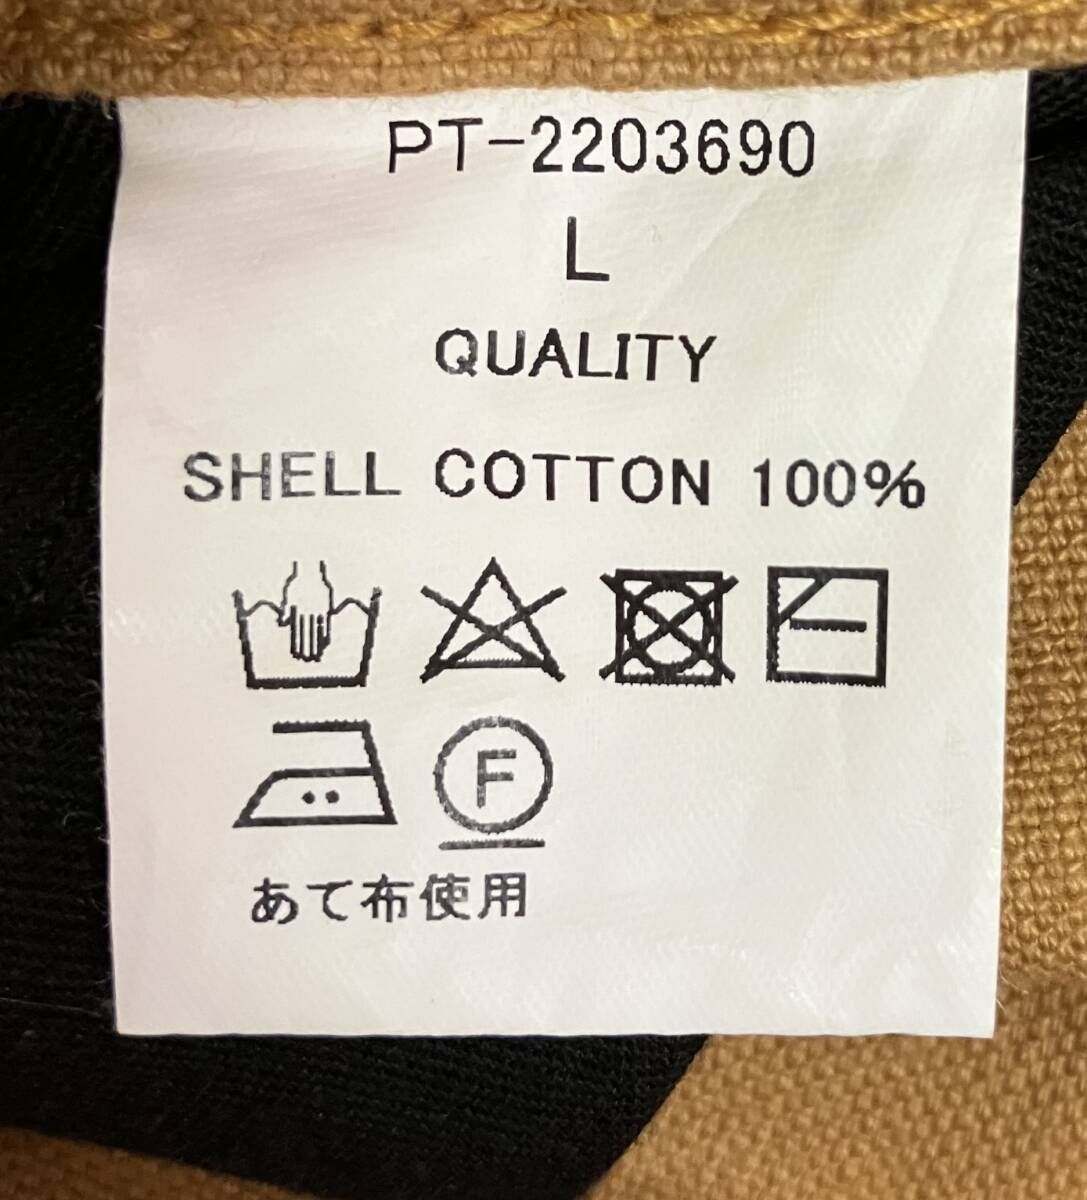 PT-2203690
L
QUALITY
SHELL COTTON 100%
F
あて布使用